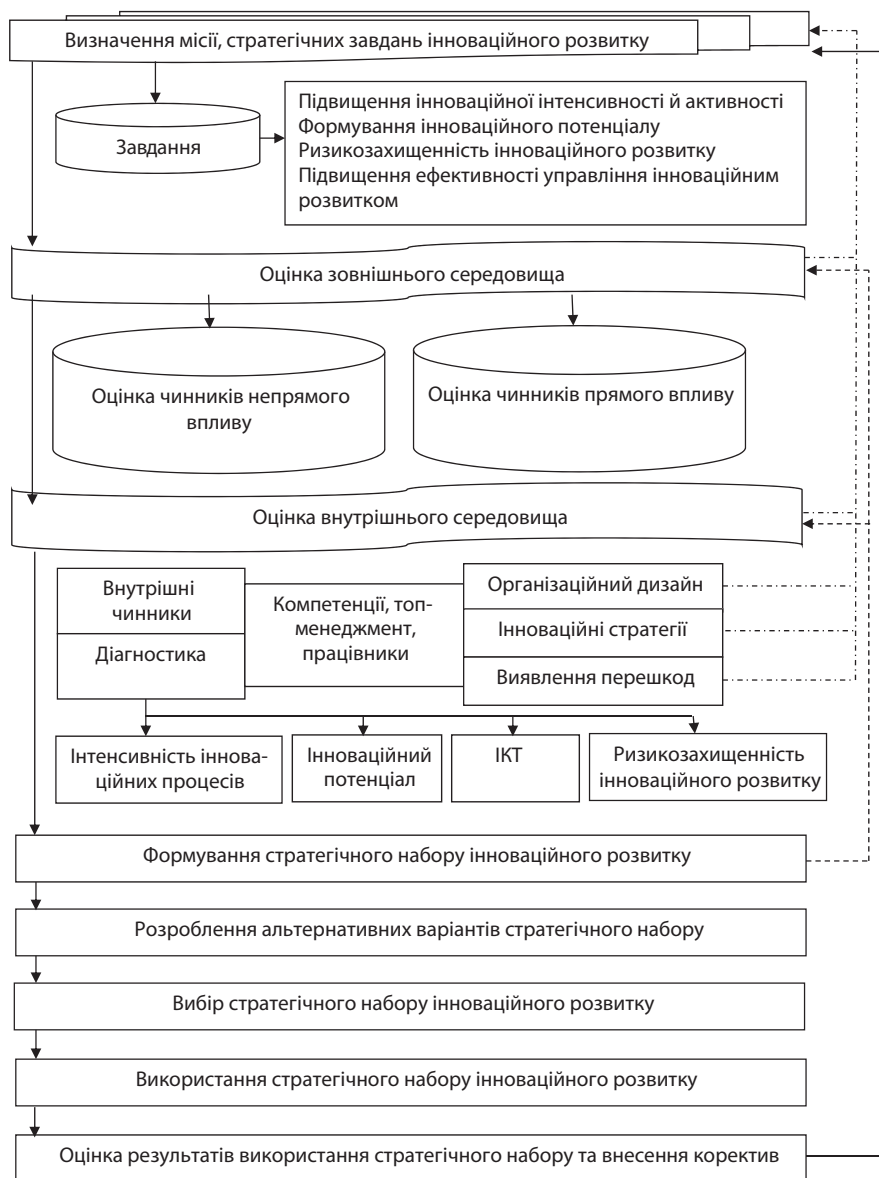 Визначення місії, стратегічних завдань інноваційного розвитку
Завдання
Підвищення інноваційної інтенсивності й активності
Формування інноваційного потенціалу
Ризикозахищенність інноваційного розвитку
Підвищення ефективності управління інноваційним
розвитком
Оцінка зовнішнього середовища
Оцінка чинників непрямого
впливу
Оцінка чинників прямого впливу
Оцінка внутрішнього середовища
Внутрішні
чинники
Діагностика
Компетенції, топ-
менеджмент,
працівники
Організаційний дизайн
Інноваційні стратегії
Виявлення перешкод
Інтенсивність іннова-
ційних процесів
Інноваційний
потенціал
ІКТ
Ризикозахищенність
інноваційного розвитку
Формування стратегічного набору інноваційного розвитку
Розроблення альтернативних варіантів стратегічного набору
Вибір стратегічного набору інноваційного розвитку
Використання стратегічного набору інноваційного розвитку
Оцінка результатів використання стратегічного набору та внесення коректив